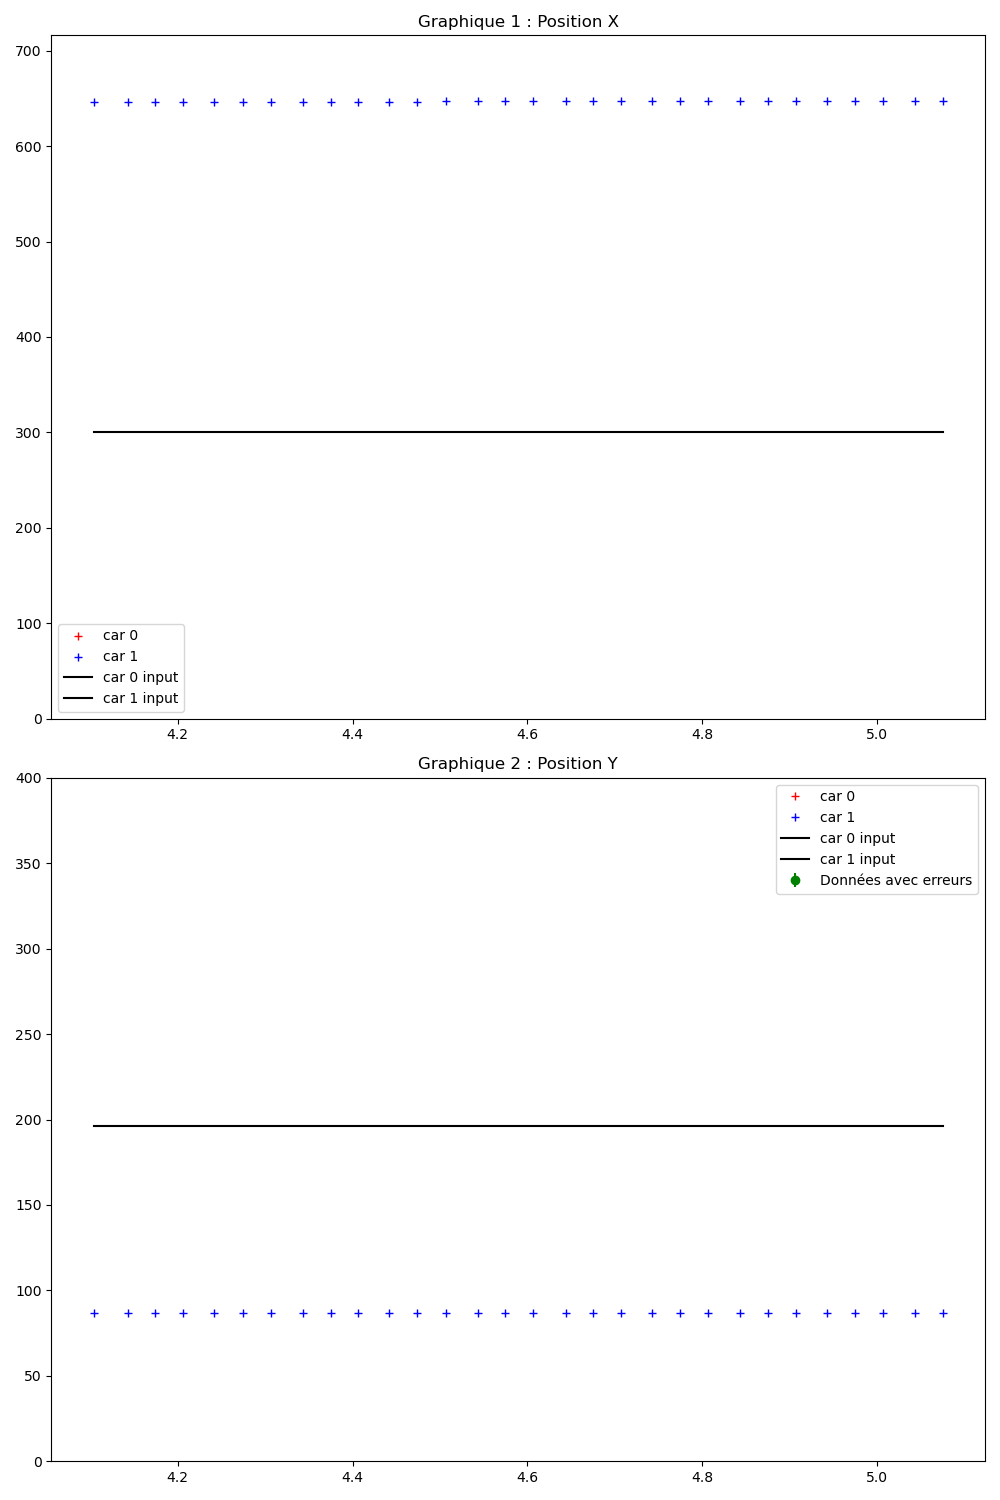 Graphique 1 : Position X
700
600
500
400
300
200
100
0
car 0
car 1
car 0 input
car 1 input
4.2 4.4 4.6 4.8 5.0
Graphique 2 : Position Y
400
350
300
250
200
150
100
50
0
car 0
car 1
car 0 input
car 1 input
Données avec erreurs
4.2 4.4 4.6 4.8 5.0